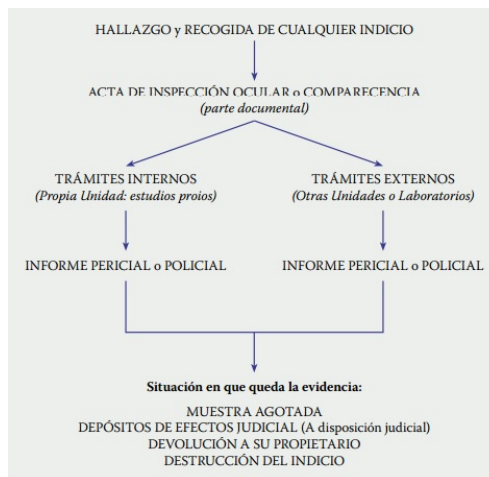 HALLAZGO y RECOGIDA DE CUALQUIER INDICIO
ACTA DE INSPECCIÓN OCULAR o COMPARECENCIA
(parte documental)
TRÁMITES INTERNOS
(Propia Unidad: estudios proios)
TRÁMITES EXTERNOS
(Otras Unidades o Laboratorios)
INFORME PERICIAL o POLICIAL
INFORME PERICIAL o POLICIAL
Situación en que queda la evidencia:
MUESTRA AGOTADA
DEPÓSITOS DE EFECTOS JUDICIAL (A disposición judicial)
DEVOLUCIÓN A SU PROPIETARIO
DESTRUCCIÓN DEL INDICIO